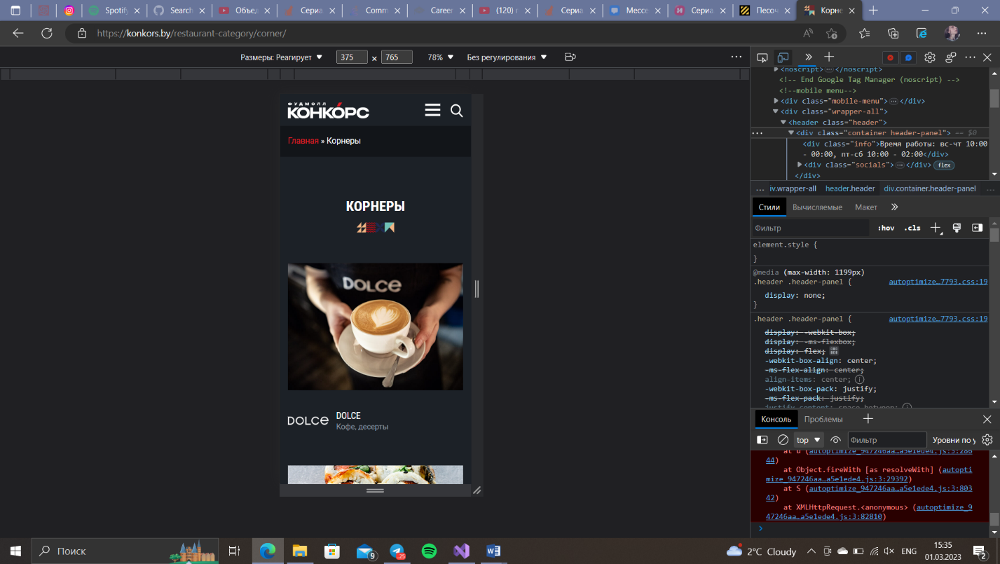 Spotify
Search
Объед
Сериа
Comm
Career
(120) г
Сериа
Мессе
Сериа
Песоч
Корне
https://konkors.by/restaurant-category/corner/
Размеры: Реагирует 375 x 765 78% Без регулирования
ФУДМОЛЛ
КОНКОРС
Главная » Корнеры
КОРНЕРЫ
DOLCE
DOLCE
DOLCE
Кофе, десерты
<noscript>…</noscript>
<!-- End Google Tag Manager (noscript) -->
<!--mobile menu-->
<div class="mobile-menu">…</div>
<div class="wrapper-all">
<header class="header">
<div class="container header-panel"> == $0
<div class="info">Время работы: вс-чт 10:00
- 00:00, пт-сб 10:00 - 02:00</div>
<div class="socials">…</div> flex
</div>
… iv.wrapper-all header.header div.container.header-panel …
Стили Вычисляемые Макет
Фильтр :hov .cls
element.style {
}
@media (max-width: 1199px)
.header .header-panel { autoptimize…7793.css:19
display: none;
}
.header .header-panel { autoptimize…7793.css:19
display: -webkit-box;
display: -ms-flexbox;
display: flex;
-webkit-box-align: center;
-ms-flex-align: center;
align-items: center;
-webkit-box-pack: justify;
-ms-flex-pack: justify;
justify-content: space-between;
Консоль Проблемы
top Фильтр Уровни по у
at u (autoptimize_947246aa…a5e1ede4.js:3:286
44)
at Object.fireWith [as resolveWith] (autopti
mize_947246aa…a5e1ede4.js:3:29392)
at S (autoptimize_947246aa…a5e1ede4.js:3:803
42)
at XMLHttpRequest.<anonymous> (autoptimize_9
47246aa…a5e1ede4.js:3:82810)
Поиск
9
25
2°C Cloudy
ENG
15:35
01.03.2023
2